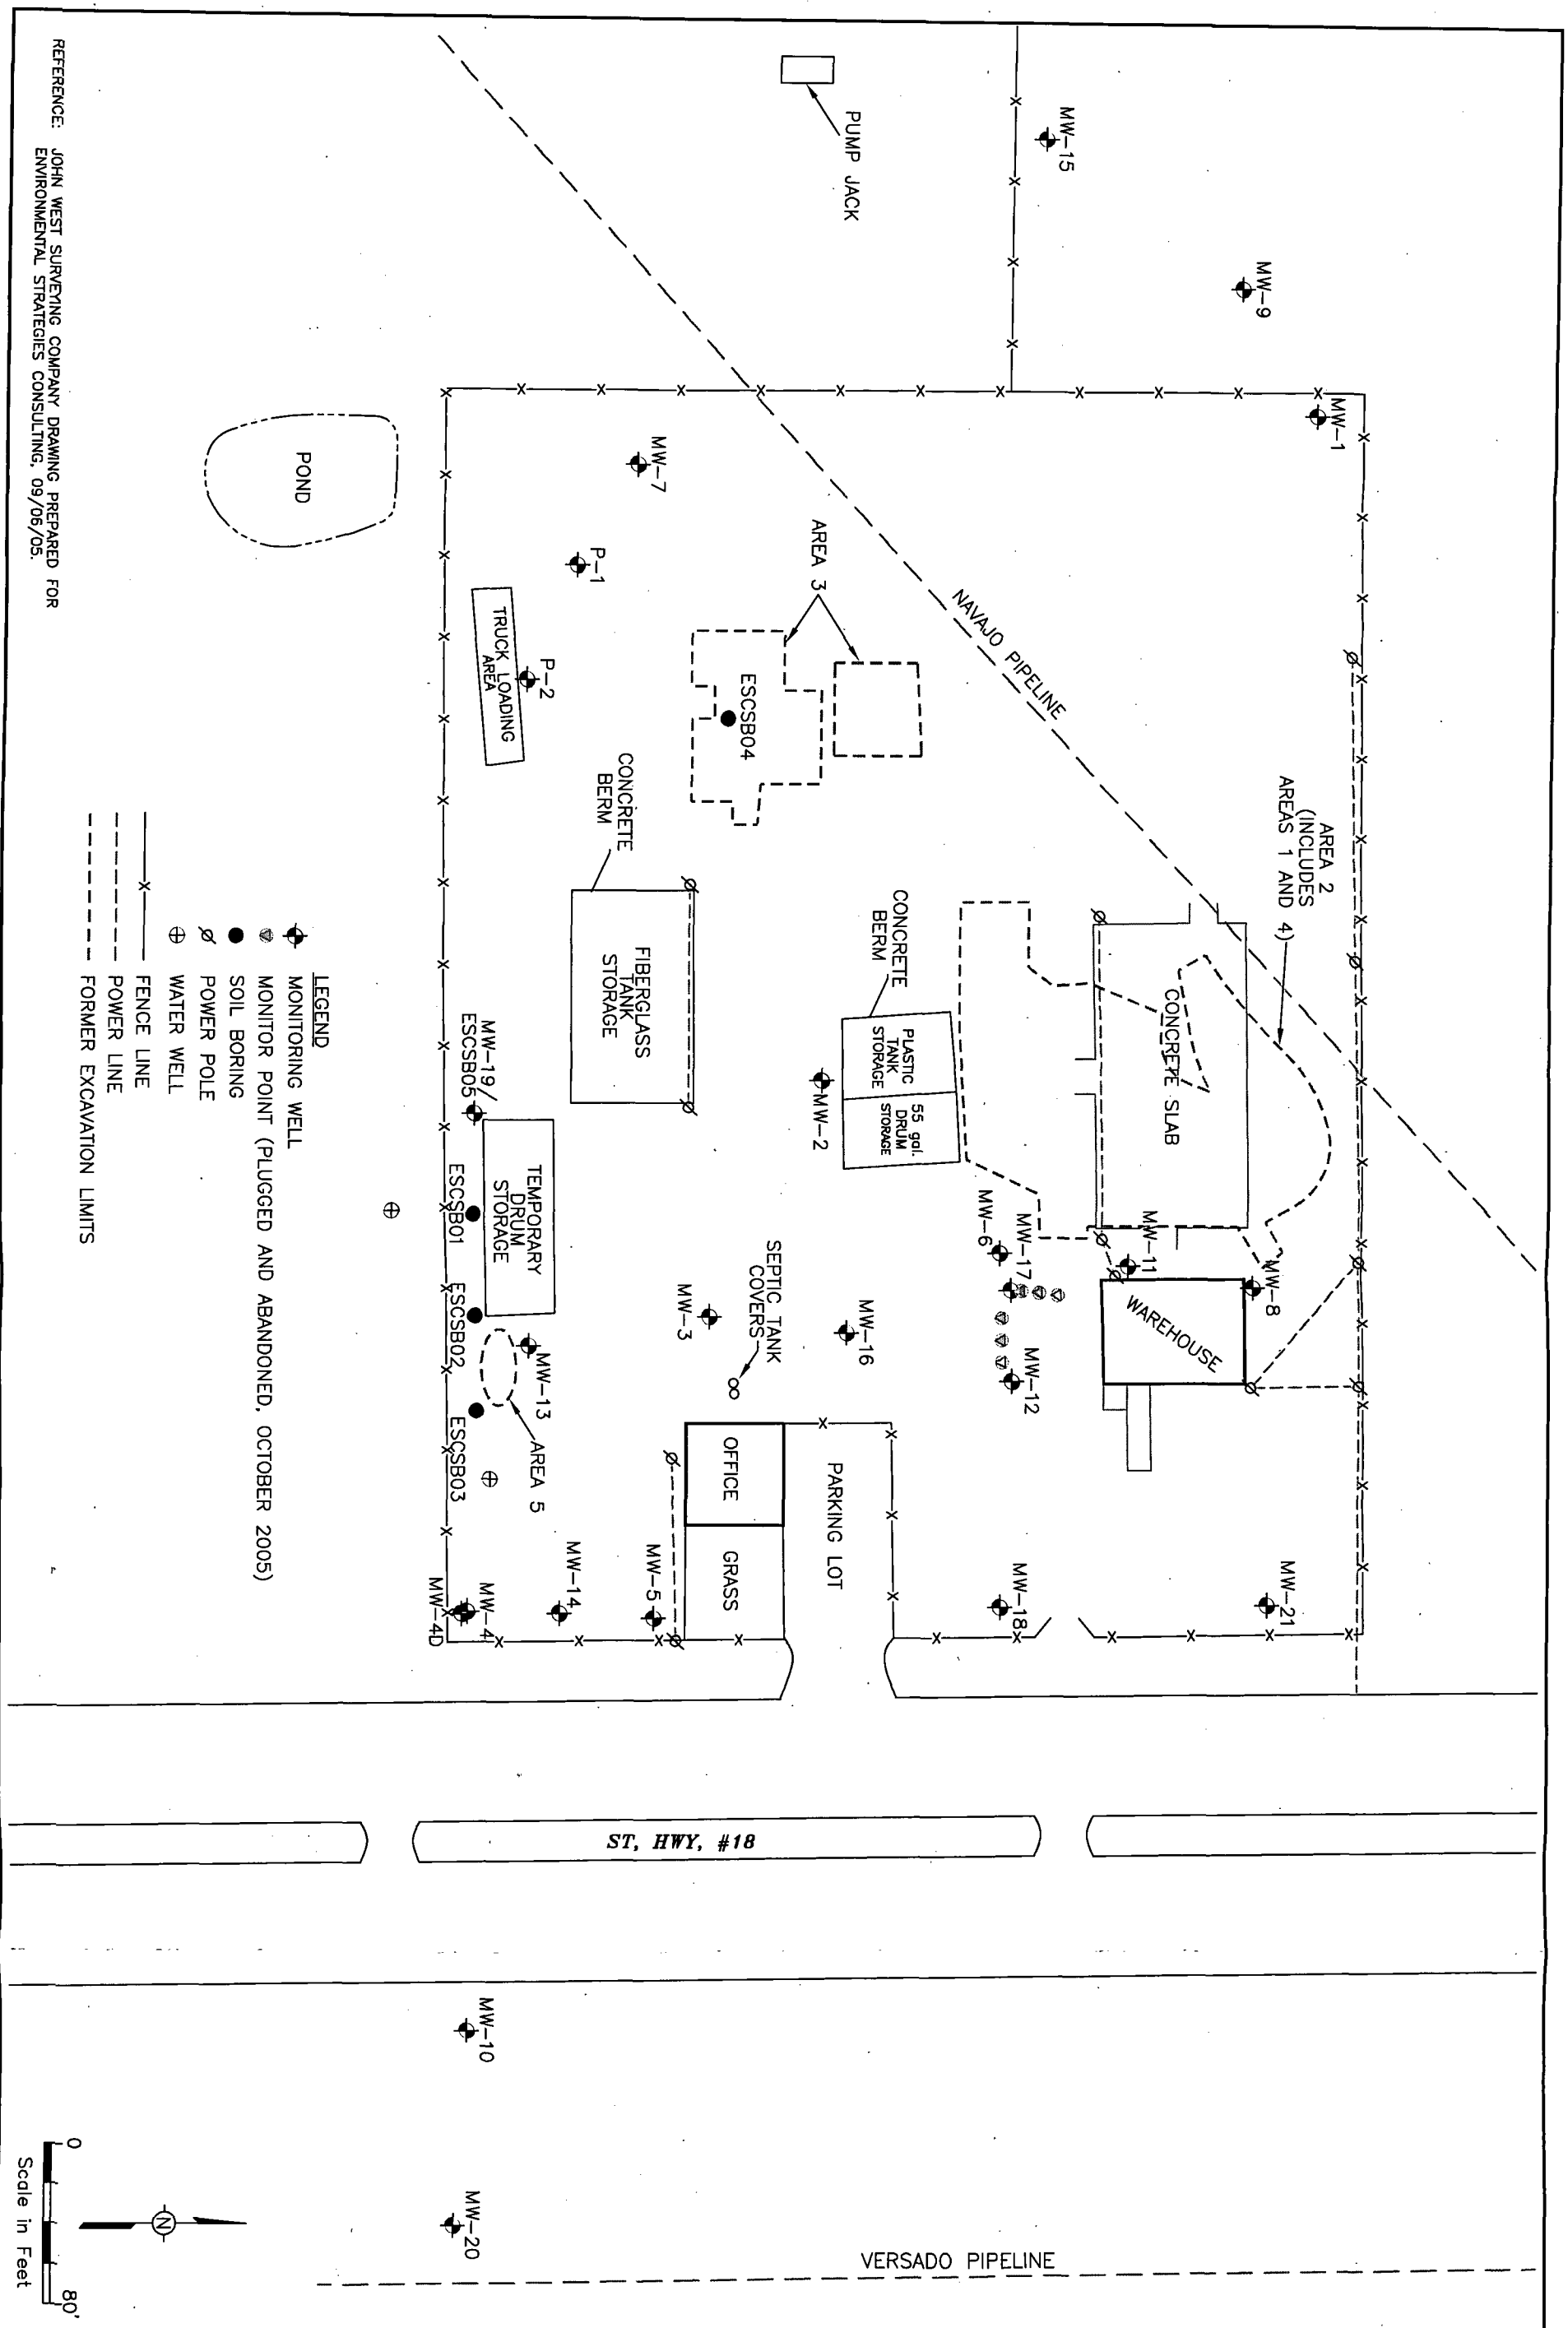 MW-15
MW-9
PUMP JACK
MW-1
MW-7
POND
P-1
AREA 3
NAVAJO PIPELINE
TRUCK LOADING
AREA
P-2
ESCSB04
AREA 2
(INCLUDES
AREAS 1 AND 4)
CONCRETE
BERM
FIBERGLASS
TANK
STORAGE
CONCRETE
BERM
PLASTIC
TANK
STORAGE
55 gal.
DRUM
STORAGE
CONCRETE SLAB
MW-2
MW-19/
ESCSB05
TEMPORARY
DRUM
STORAGE
ESCSB01
ESCSB02
ESCSB03
MW-13
AREA 5
MW-3
SEPTIC TANK
COVERS
MW-16
MW-6
MW-17
MW-11
MW-8
MW-12
WAREHOUSE
OFFICE
GRASS
PARKING LOT
MW-4
MW-4D
MW-14
MW-5
MW-18
MW-21
ST, HWY, #18
MW-10
MW-20
VERSADO PIPELINE
LEGEND
MONITORING WELL
MONITOR POINT (PLUGGED AND ABANDONED, OCTOBER 2005)
SOIL BORING
POWER POLE
WATER WELL
FENCE LINE
POWER LINE
FORMER EXCAVATION LIMITS
REFERENCE: JOHN WEST SURVEYING COMPANY DRAWING PREPARED FOR
ENVIRONMENTAL STRATEGIES CONSULTING, 09/06/05.
N
0 80'
Scale in Feet